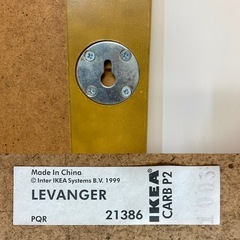 Made In China
© Inter IKEA Systems B.V. 1999
LEVANGER
PQR
21386
IKEA
CARB P2